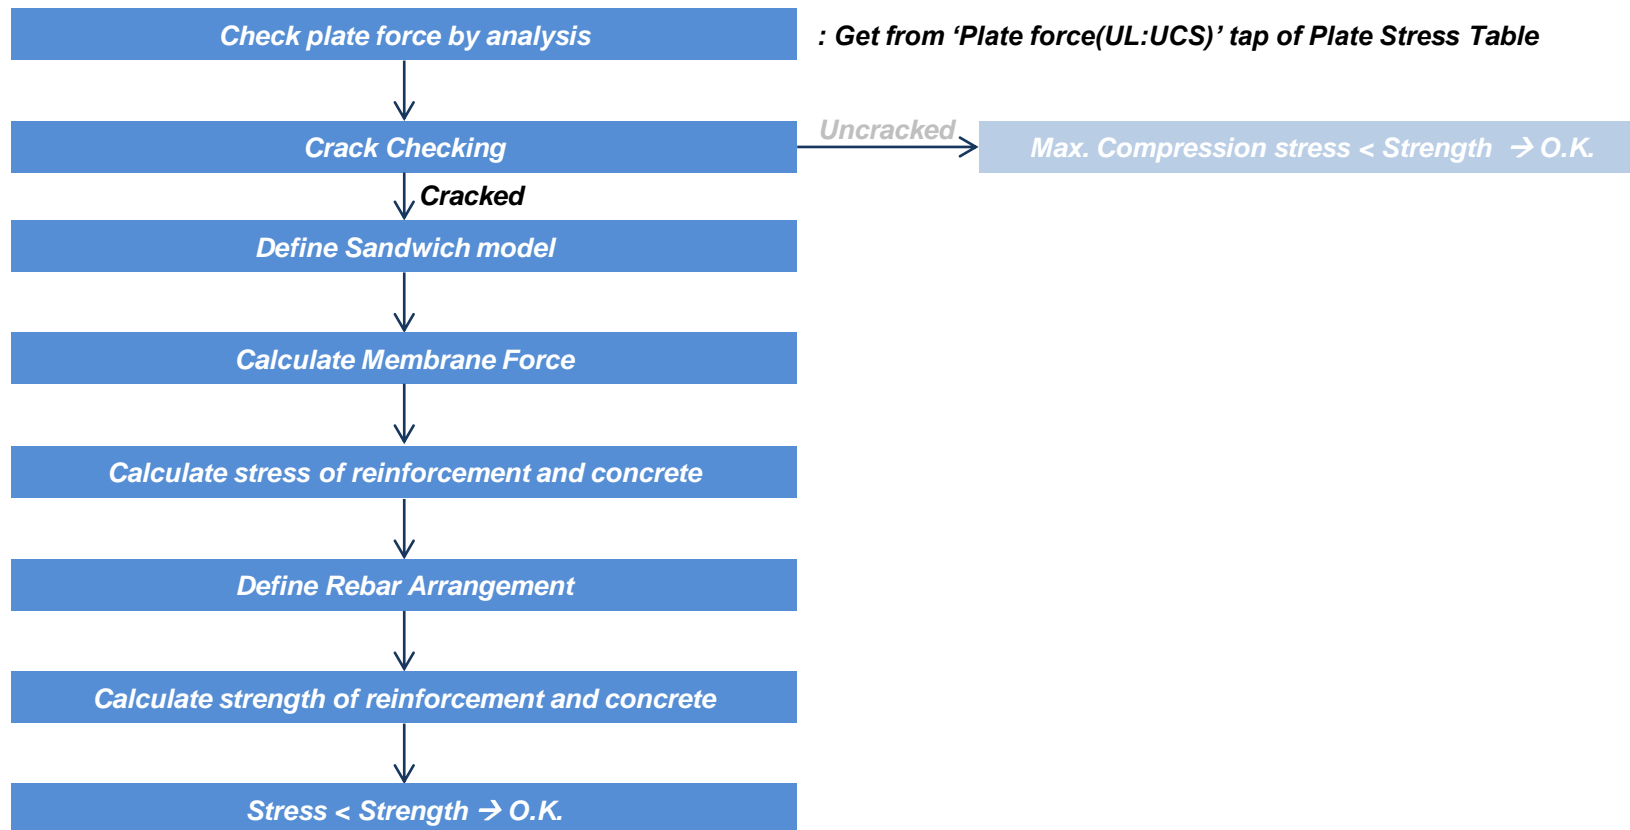 Check plate force by analysis
: Get from ‘Plate force(UL:UCS)’ tap of Plate Stress Table
Crack Checking
Uncracked
Max. Compression stress < Strength → O.K.
Cracked
Define Sandwich model
Calculate Membrane Force
Calculate stress of reinforcement and concrete
Define Rebar Arrangement
Calculate strength of reinforcement and concrete
Stress < Strength → O.K.